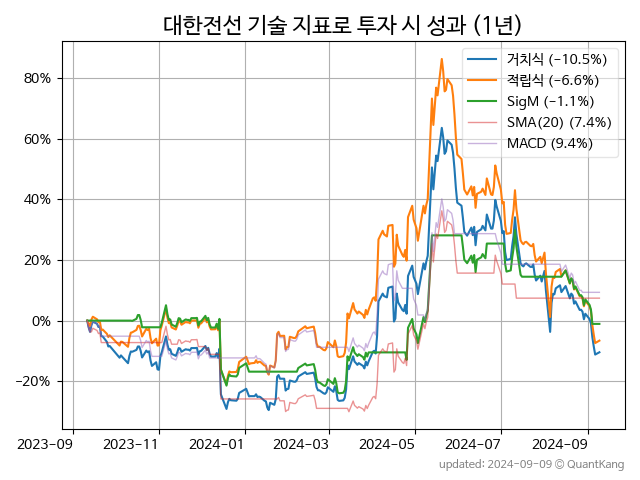 대한전선 기술 지표로 투자 시 성과 (1년)
거치식 (−10.5%)
적립식 (−6.6%)
SigM (−1.1%)
SMA(20) (7.4%)
MACD (9.4%)
80%
60%
40%
20%
0%
−20%
2023-09 2023-11 2024-01 2024-03 2024-05 2024-07 2024-09
updated: 2024-09-09 © QuantKang